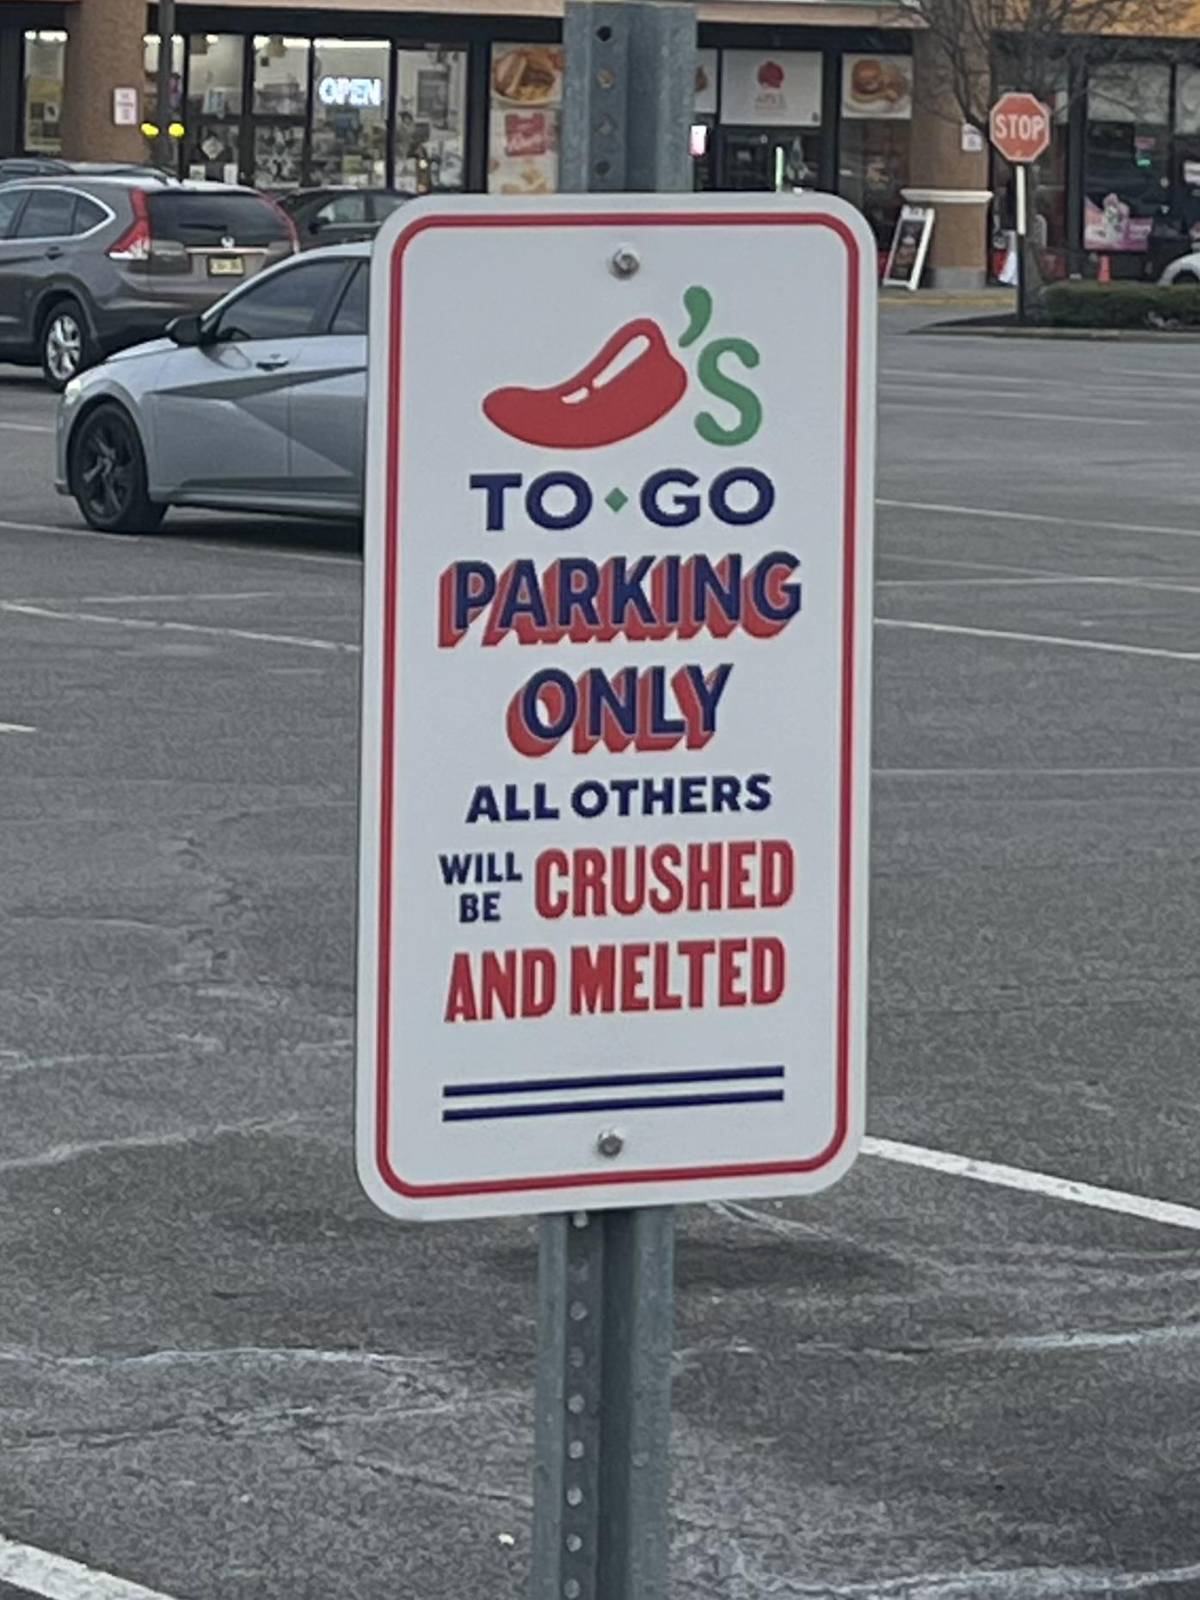 OPEN
STOP
'S
TO • GO
PARKING
ONLY
ALL OTHERS
WILL BE CRUSHED
AND MELTED